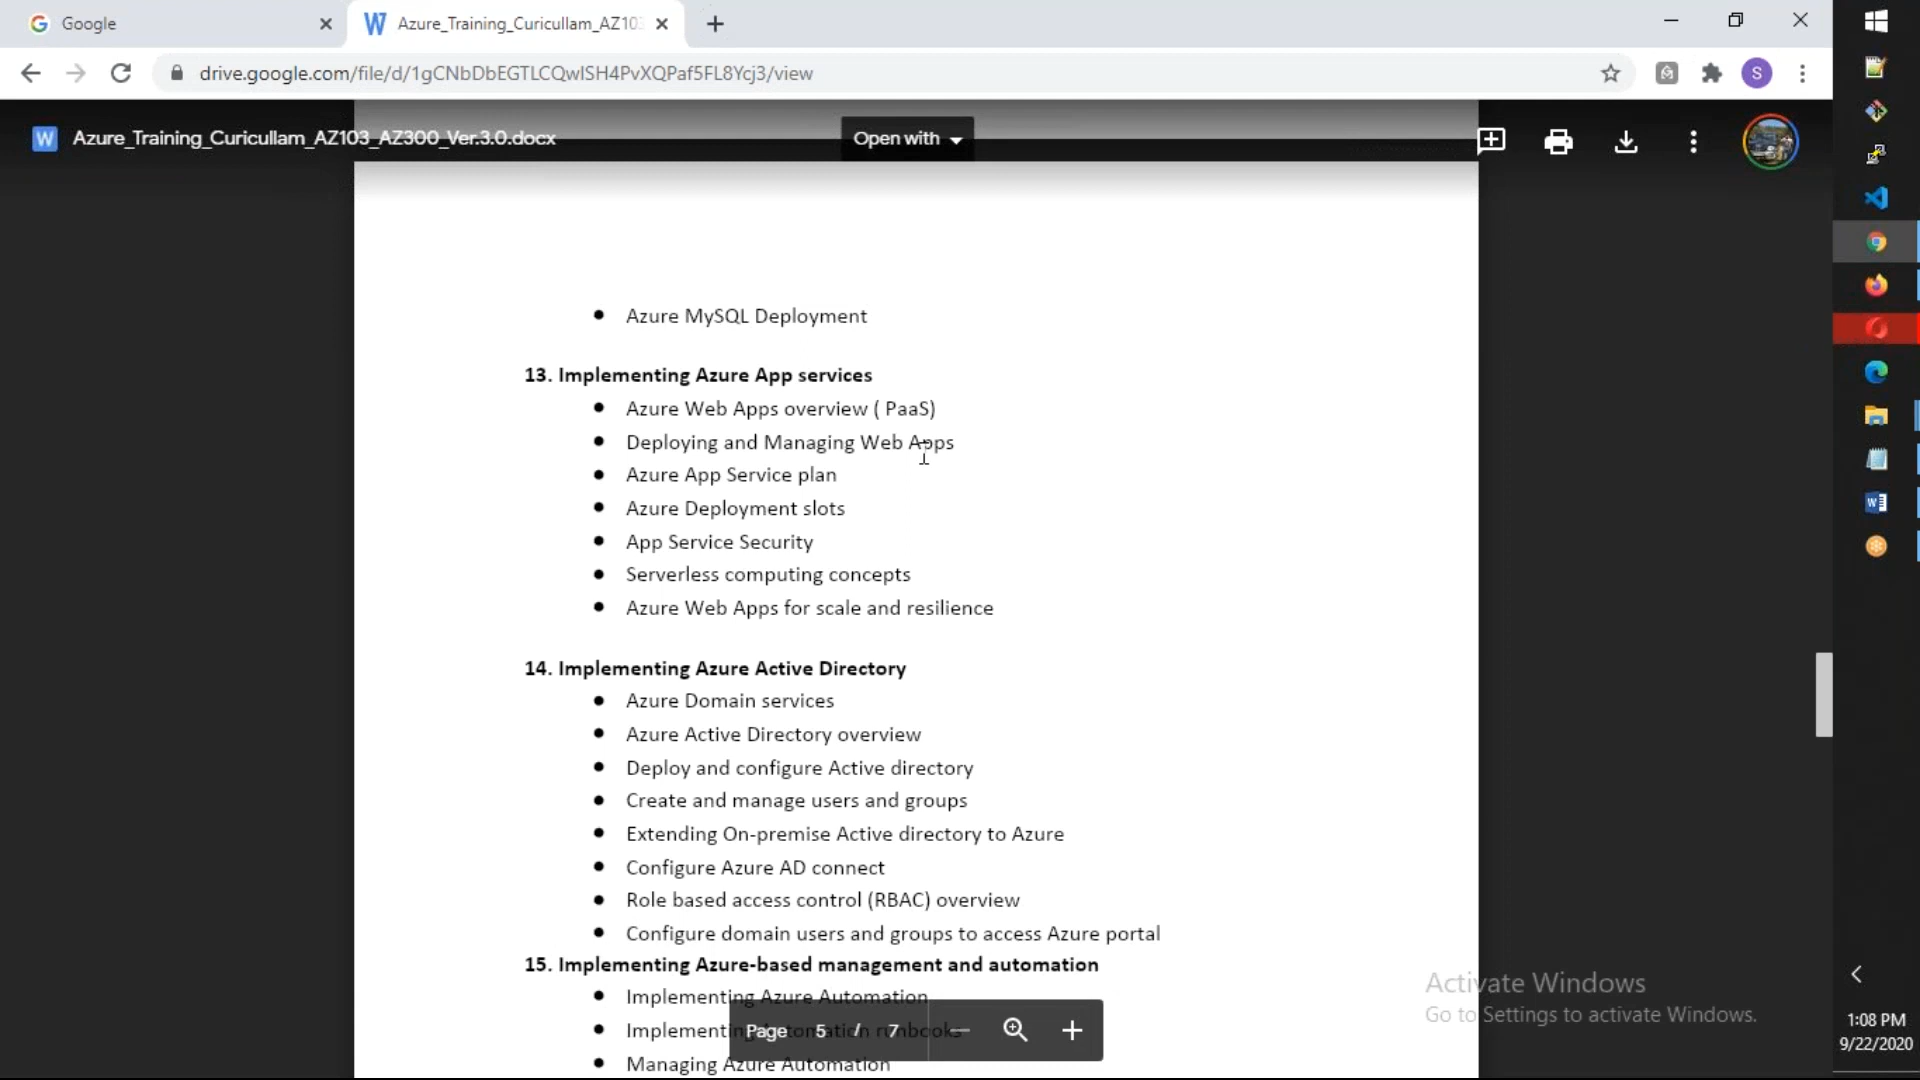 Google
Azure_Training_Curicullam_AZ103
drive.google.com/file/d/1gCNbDbEGTLCQwISH4PvXQPaf5FL8Ycj3/view
S
W Azure_Training_Curicullam_AZ103_AZ300_Ver.3.0.docx
Open with
• Azure MySQL Deployment
13. Implementing Azure App services
• Azure Web Apps overview ( PaaS)
• Deploying and Managing Web Apps
• Azure App Service plan
• Azure Deployment slots
• App Service Security
• Serverless computing concepts
• Azure Web Apps for scale and resilience
14. Implementing Azure Active Directory
• Azure Domain services
• Azure Active Directory overview
• Deploy and configure Active directory
• Create and manage users and groups
• Extending On-premise Active directory to Azure
• Configure Azure AD connect
• Role based access control (RBAC) overview
• Configure domain users and groups to access Azure portal
15. Implementing Azure-based management and automation
• Implementing Azure Automation
• Implementing Automation runbooks
• Managing Azure Automation
Page 5 / 7
Activate Windows
Go to Settings to activate Windows.
1:08 PM
9/22/2020